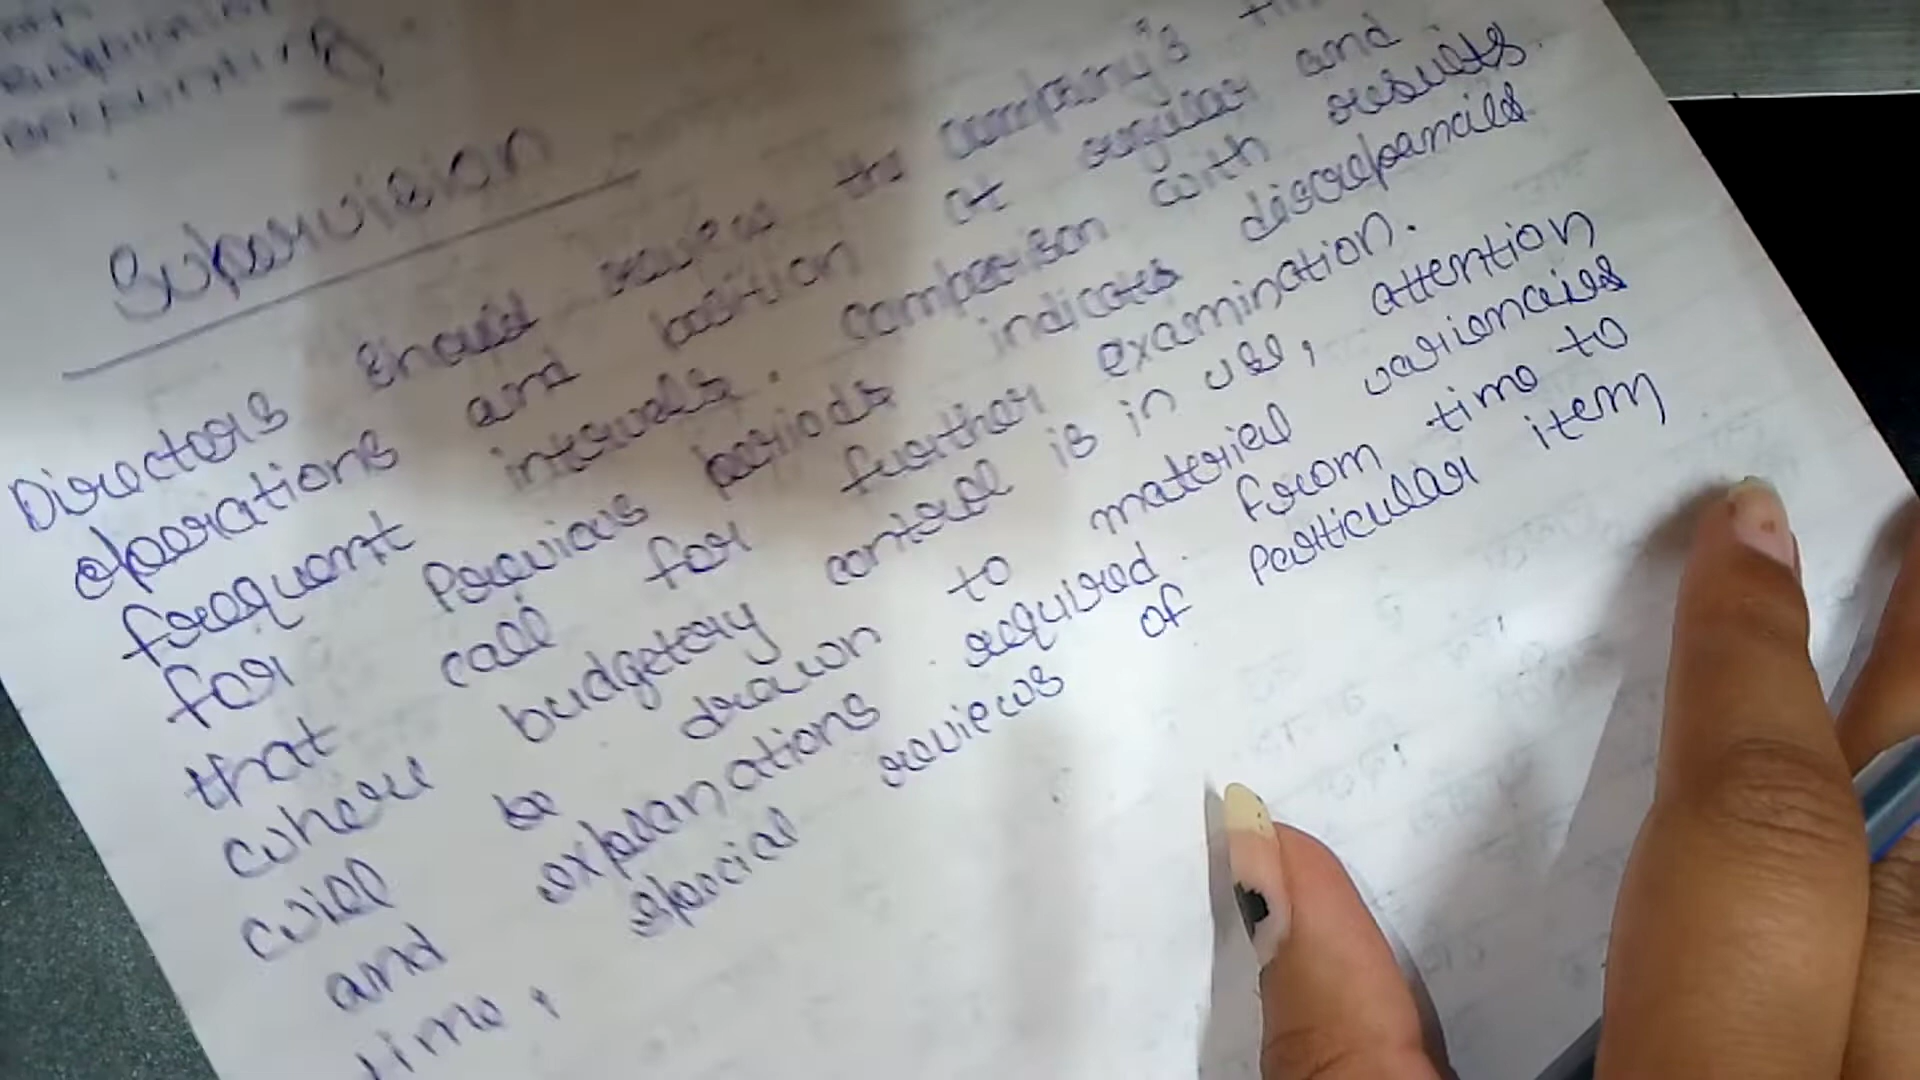 Supervision
Directors should review the company's
operations and position at regular and
frequent intervals. Comparison with results
for Previous periods indicates discrepancies
that call for further examination.
where budgetary control is in use, attention
will be drawn to material variancies
and explanations required. from time to
time, special reviews of particular item